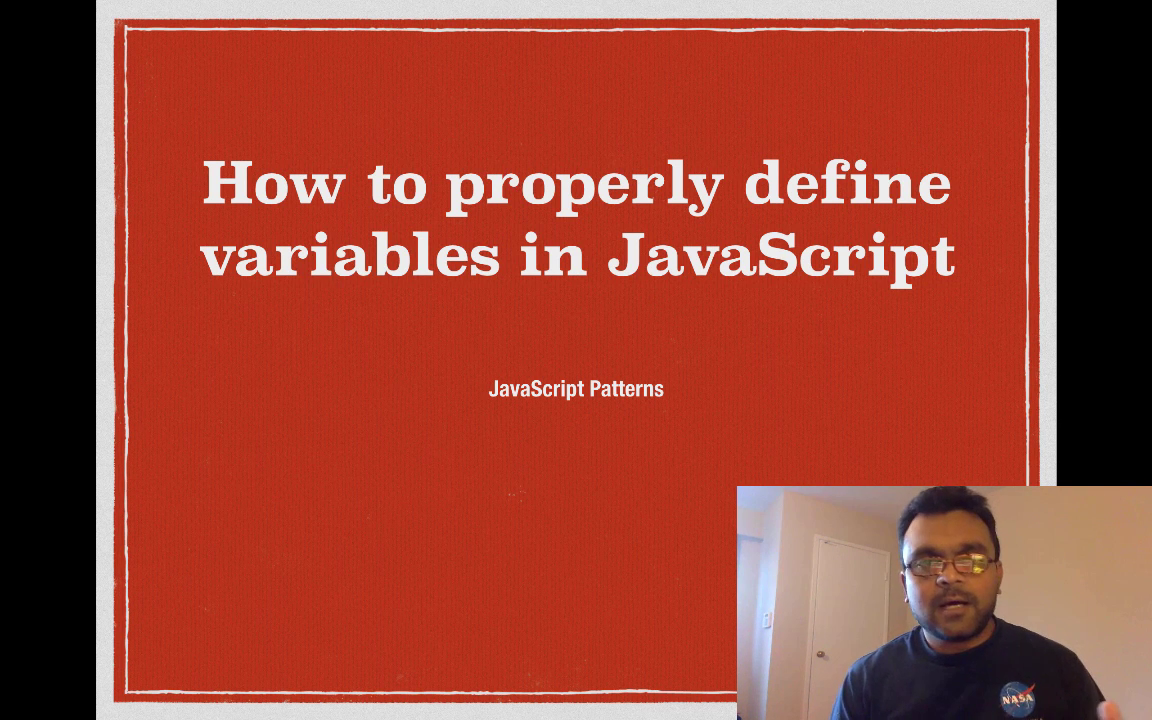 How to properly define
variables in JavaScript
JavaScript Patterns
NASA